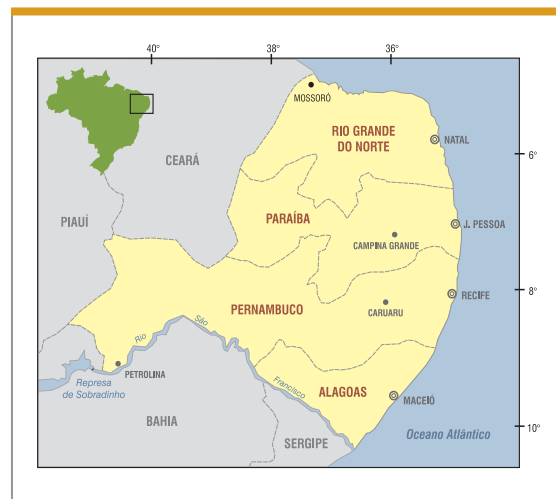 40°
38°
36°
MOSSORÓ
RIO GRANDE
DO NORTE
NATAL
CEARÁ
6°
PIAUÍ
PARAÍBA
J. PESSOA
CAMPINA GRANDE
8°
RECIFE
PERNAMBUCO
CARUARU
São
Rio
Francisco
PETROLINA
Represa
de Sobradinho
ALAGOAS
MACEIÓ
BAHIA
SERGIPE
Oceano Atlântico
10°